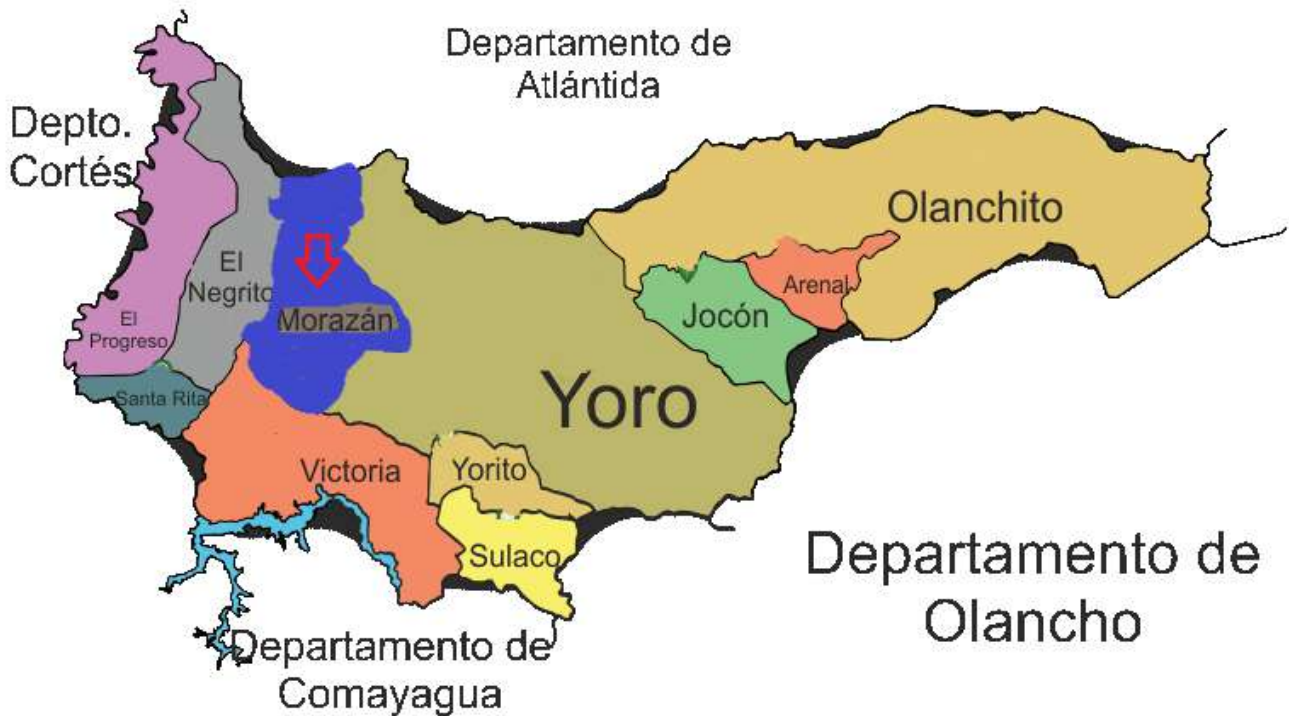 Departamento de
Atlántida
Depto.
Cortés
Olanchito
El
Negrito
Arenal
Morazán
Jocón
El
Progreso
Yoro
Santa Rita
Victoria
Yorito
Sulaco
Departamento de
Olancho
Departamento de
Comayagua